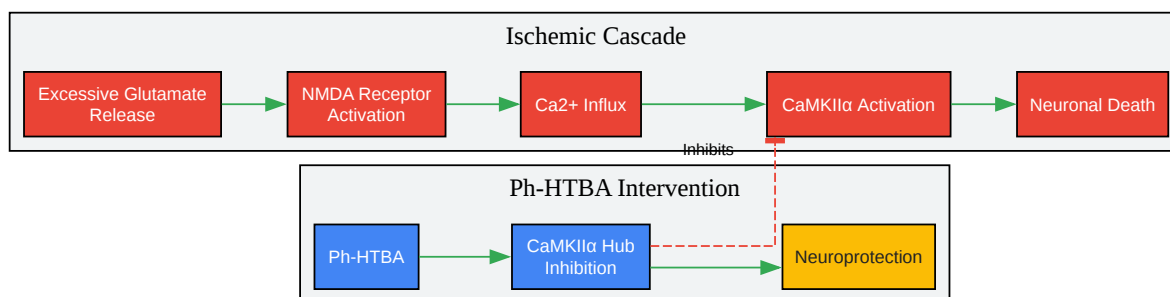 Ischemic Cascade
Excessive Glutamate
Release
NMDA Receptor
Activation
Ca2+ Influx
CaMKIIα Activation
Neuronal Death
Inhibits
Ph-HTBA Intervention
Ph-HTBA
CaMKIIα Hub
Inhibition
Neuroprotection